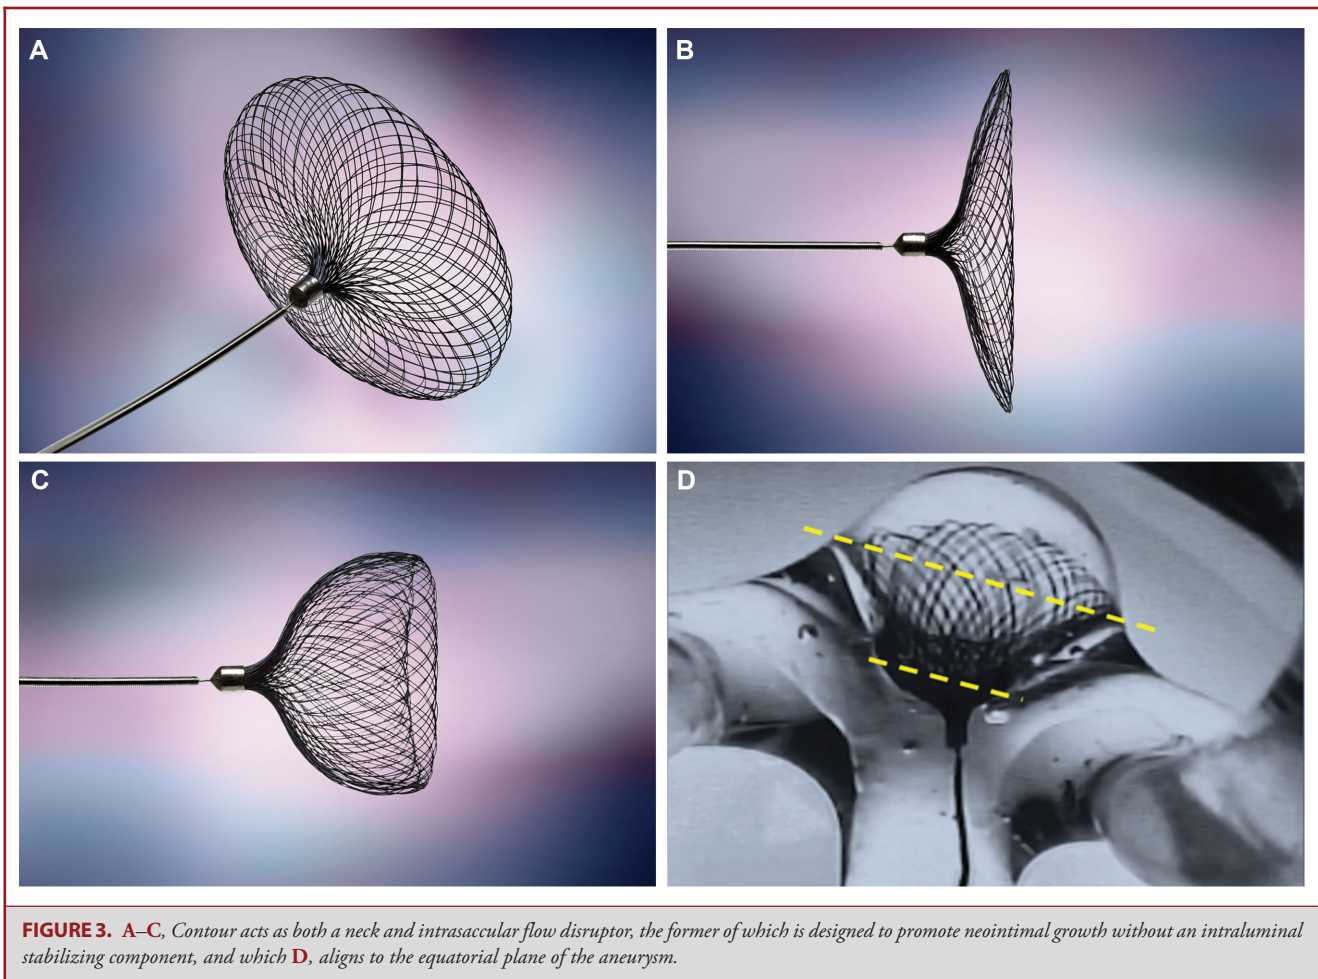 A
B
C
D
FIGURE 3. A–C, Contour acts as both a neck and intrasaccular flow disruptor, the former of which is designed to promote neointimal growth without an intraluminal
stabilizing component, and which D, aligns to the equatorial plane of the aneurysm.